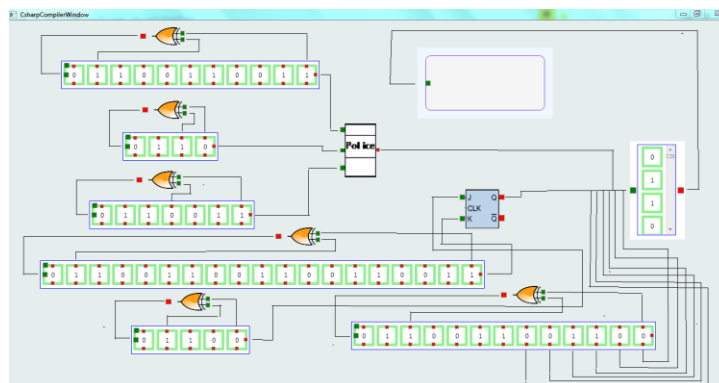 CsharpCompilerWindow
0 1 1 0 0 1 1 0 0 1 1
0 1 1 0
Police
0
1
1
0
0 1 1 0 0 1 1
J Q
CLK
K Q̅
0 1 1 0 0 1 1 0 0 1 1 0 0 1 1 0 0 1 1
0 1 1 0 0
0 1 1 0 0 1 1 0 0 1 1 0 0